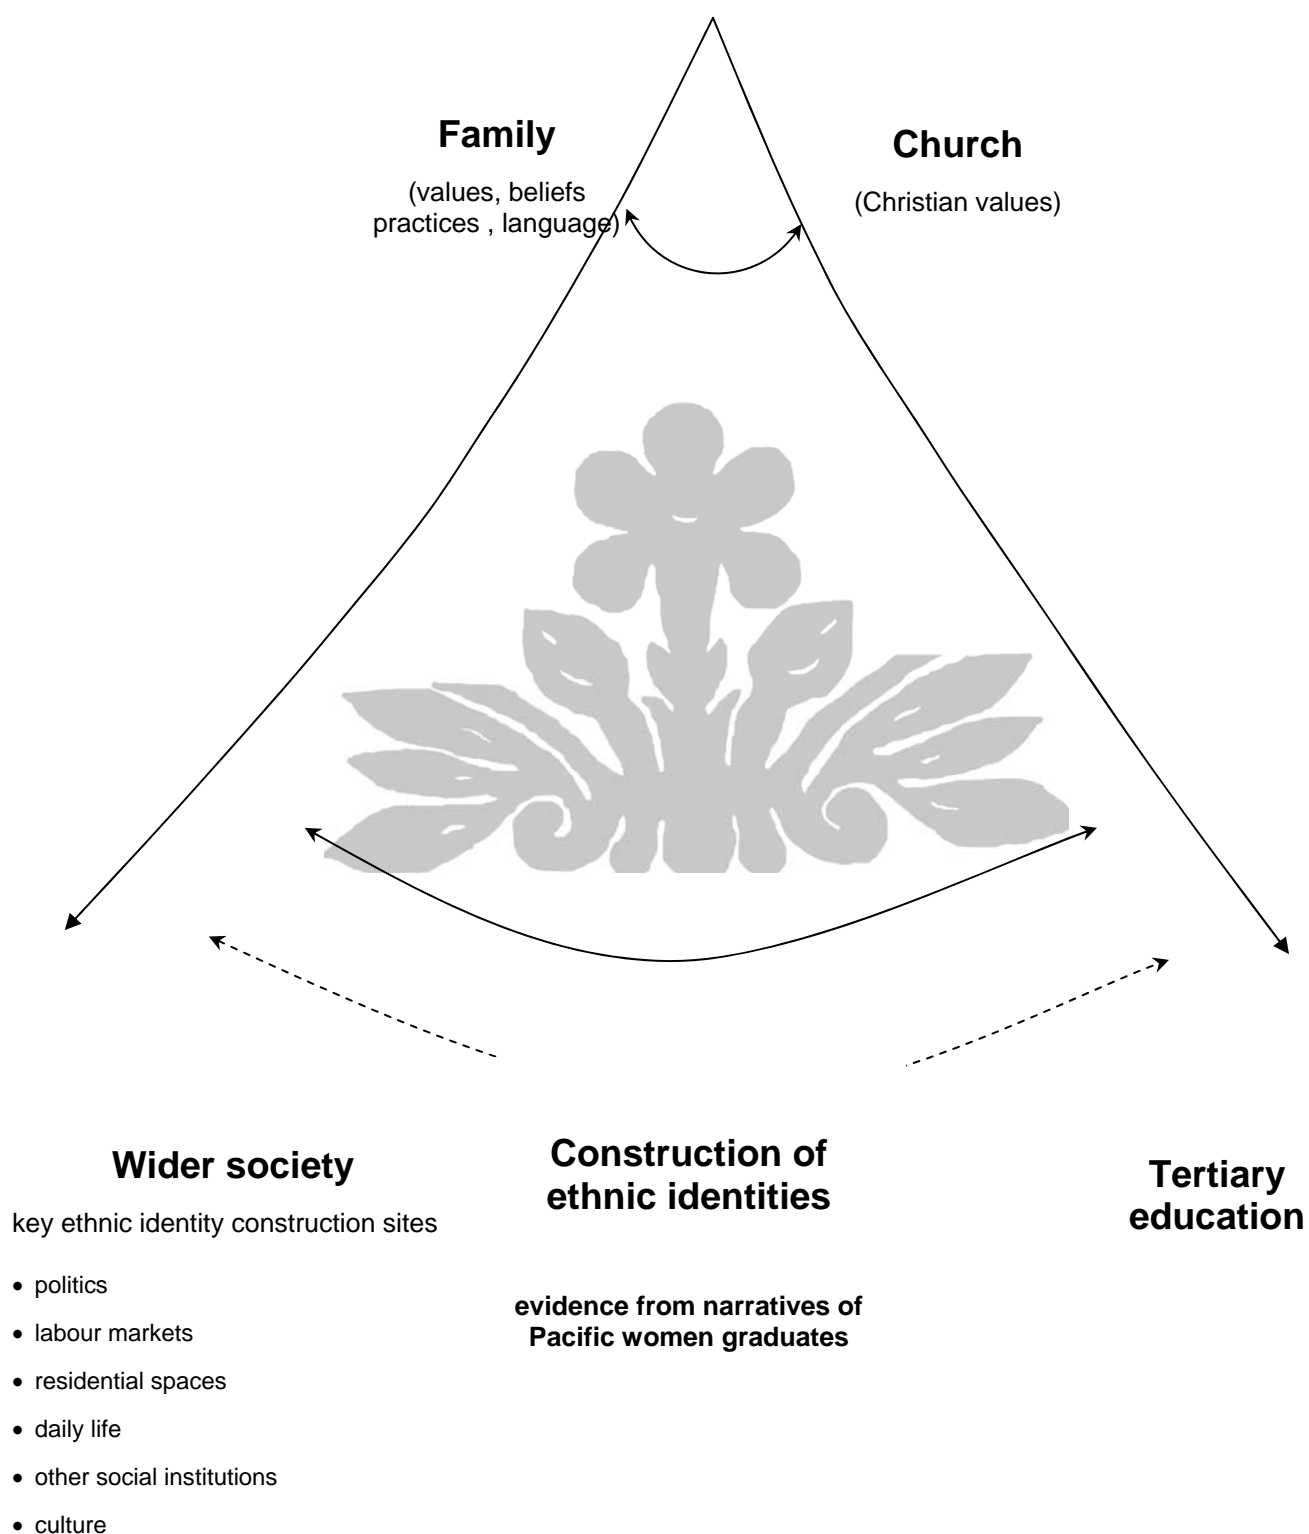 Family
(values, beliefs
practices , language)
Church
(Christian values)
Wider society
key ethnic identity construction sites
• politics
• labour markets
• residential spaces
• daily life
• other social institutions
• culture
Construction of
ethnic identities
evidence from narratives of
Pacific women graduates
Tertiary
education